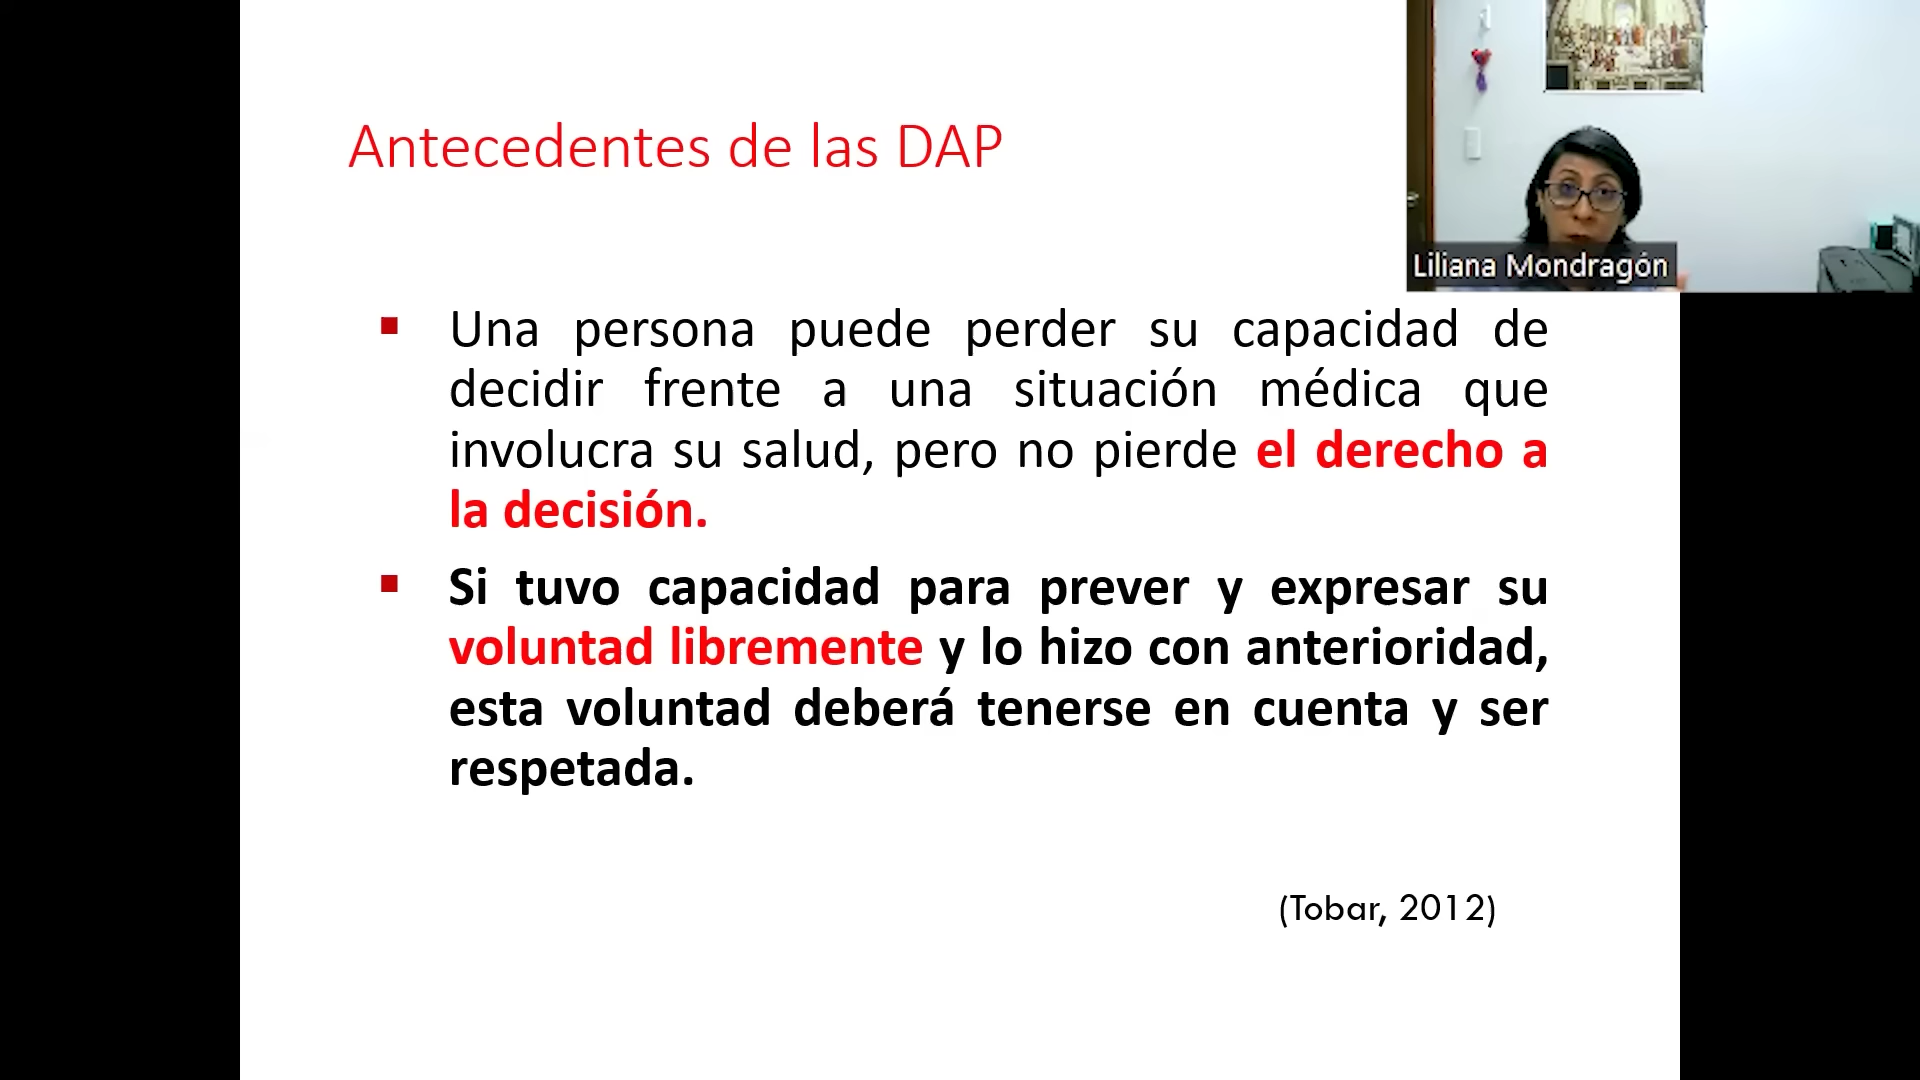 Antecedentes de las DAP
Liliana Mondragón
▪ Una persona puede perder su capacidad de
decidir frente a una situación médica que
involucra su salud, pero no pierde el derecho a
la decisión.
▪ Si tuvo capacidad para prever y expresar su
voluntad libremente y lo hizo con anterioridad,
esta voluntad deberá tenerse en cuenta y ser
respetada.
(Tobar, 2012)